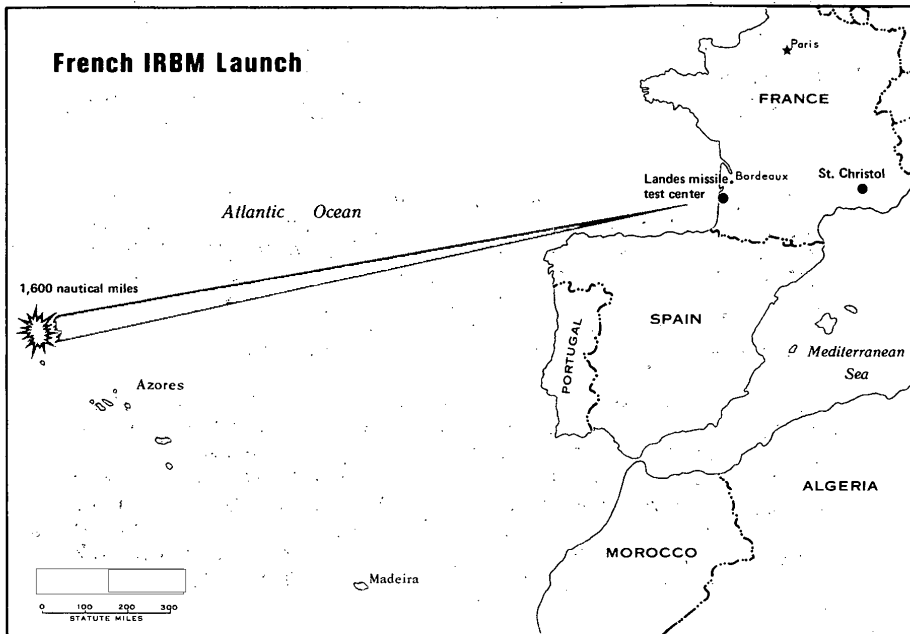 French IRBM Launch
Paris
FRANCE
Landes missile
test center
Bordeaux
St. Christol
Atlantic Ocean
1,600 nautical miles
SPAIN
PORTUGAL
Mediterranean
Sea
Azores
ALGERIA
MOROCCO
Madeira
0 100 200 300
STATUTE MILES